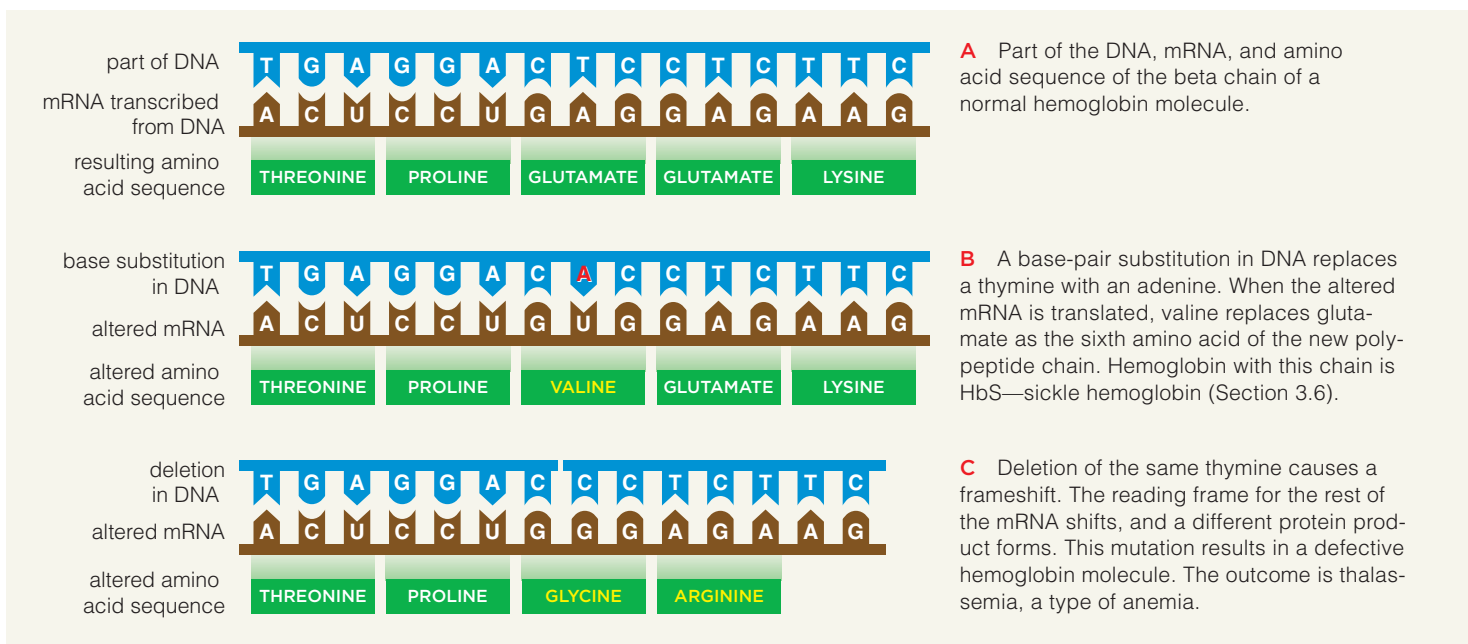 part of DNA
T G A G G A C T C C T C T T C
mRNA transcribed
from DNA
A C U C C U G A G G A G A A G
resulting amino
acid sequence
THREONINE PROLINE GLUTAMATE GLUTAMATE LYSINE
A Part of the DNA, mRNA, and amino
acid sequence of the beta chain of a
normal hemoglobin molecule.
base substitution
in DNA
T G A G G A C A C C T C T T C
altered mRNA
A C U C C U G U G G A G A A G
altered amino
acid sequence
THREONINE PROLINE VALINE GLUTAMATE LYSINE
B A base-pair substitution in DNA replaces
a thymine with an adenine. When the altered
mRNA is translated, valine replaces gluta-
mate as the sixth amino acid of the new poly-
peptide chain. Hemoglobin with this chain is
HbS—sickle hemoglobin (Section 3.6).
deletion
in DNA
T G A G G A C C C T C T T C
altered mRNA
A C U C C U G G G A G A A G
altered amino
acid sequence
THREONINE PROLINE GLYCINE ARGININE
C Deletion of the same thymine causes a
frameshift. The reading frame for the rest of
the mRNA shifts, and a different protein prod-
uct forms. This mutation results in a defective
hemoglobin molecule. The outcome is thalas-
semia, a type of anemia.